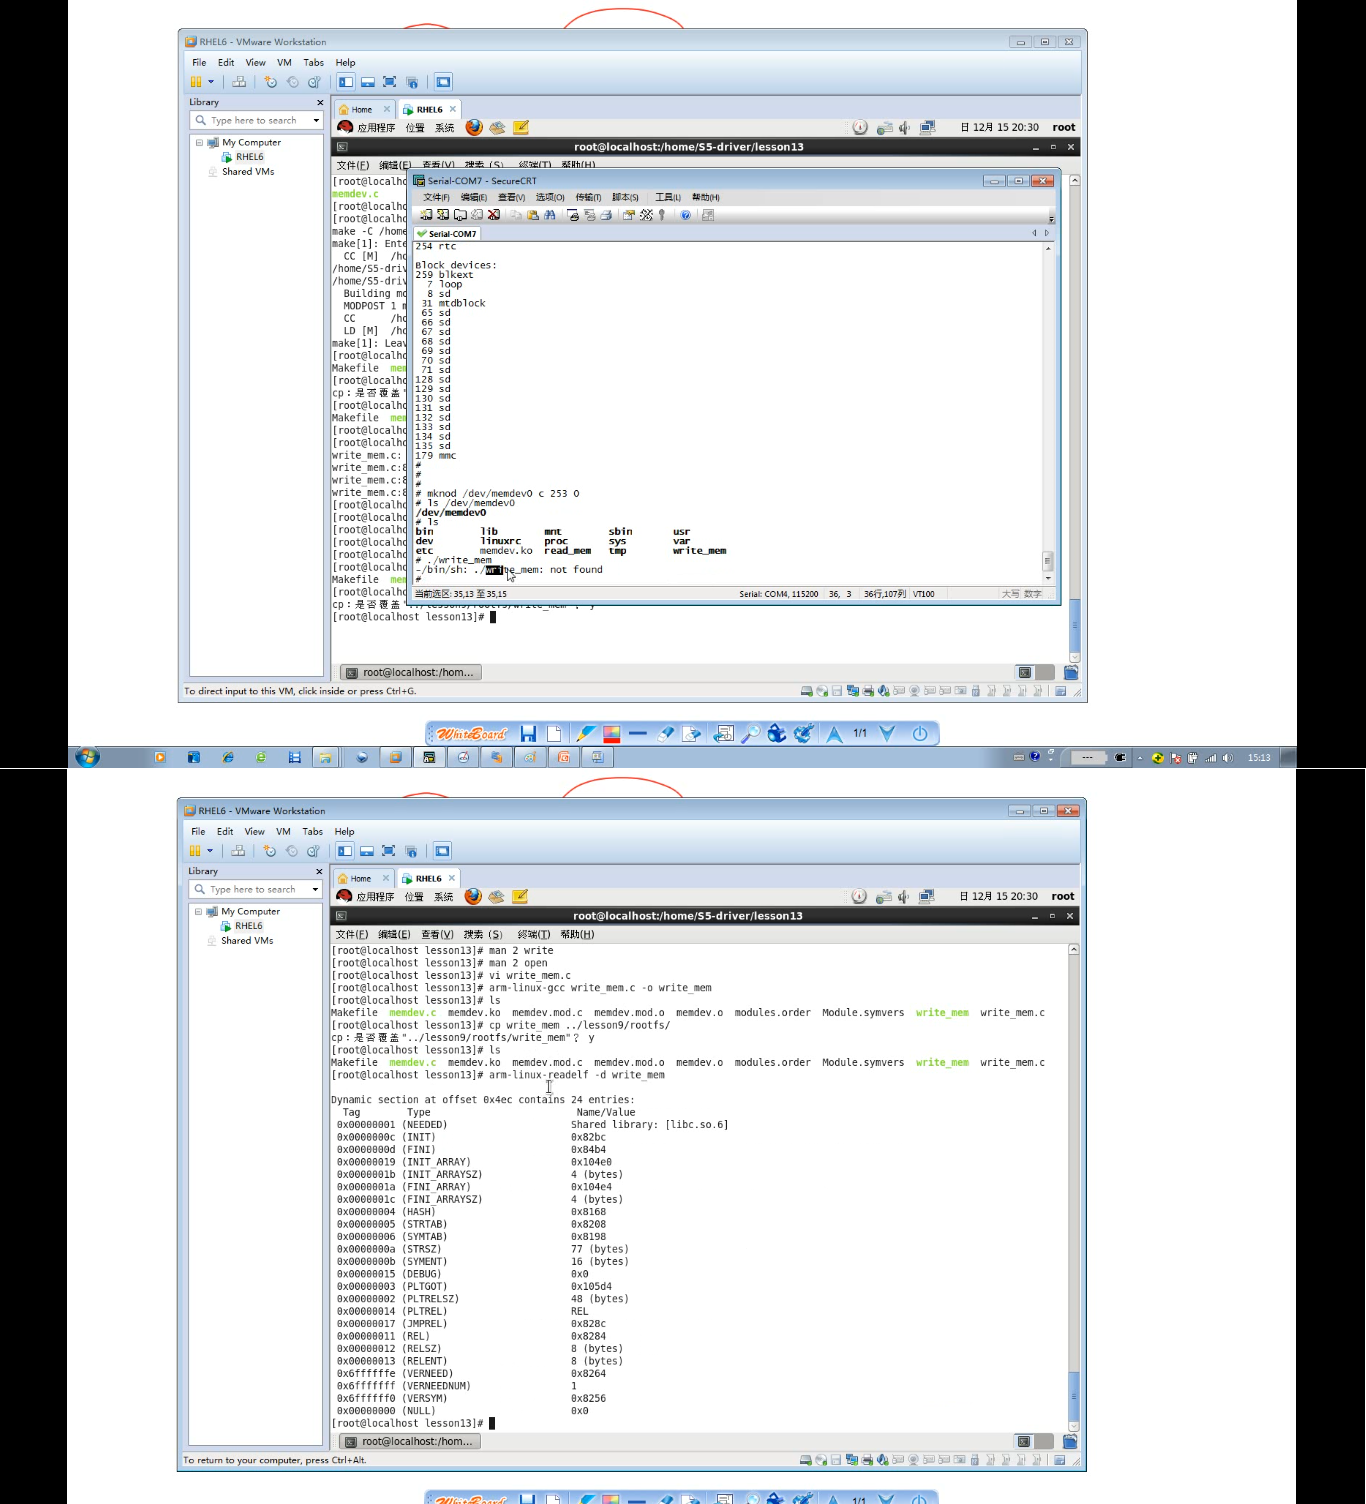 RHEL6 - VMware Workstation
File Edit View VM Tabs Help
Library
Type here to search
My Computer
RHEL6
Shared VMs
Home RHEL6
应用程序 位置 系统 日 12月 15 20:30 root
root@localhost:/home/S5-driver/lesson13
文件(F) 编辑(E) 查看(V) 搜索(S) 终端(T) 帮助(H)
[root@localhc
memdev.c
[root@localhc
[root@localhc
make -C /home
make[1]: Ente
CC [M] /hc
/home/S5-driv
/home/S5-driv
Building mc
MODPOST 1 m
CC /hc
LD [M] /hc
make[1]: Leav
[root@localhc
Makefile mem
[root@localhc
cp：是否覆盖"
[root@localhc
Makefile mem
[root@localhc
[root@localhc
write_mem.c:
write_mem.c:8
write_mem.c:8
write_mem.c:8
[root@localhc
[root@localhc
[root@localhc
[root@localhc
[root@localhc
[root@localhc
Makefile mem
[root@localhc
cp：是否覆盖"../lesson9/rootfs/write_mem"？ y
[root@localhost lesson13]#
Serial-COM7 - SecureCRT
文件(F) 编辑(E) 查看(V) 选项(O) 传输(T) 脚本(S) 工具(L) 帮助(H)
Serial-COM7
254 rtc
Block devices:
259 blkext
7 loop
8 sd
31 mtdblock
65 sd
66 sd
67 sd
68 sd
69 sd
70 sd
71 sd
128 sd
129 sd
130 sd
131 sd
132 sd
133 sd
134 sd
135 sd
179 mmc
#
#
#
# mknod /dev/memdev0 c 253 0
# ls /dev/memdev0
/dev/memdev0
# ls
bin lib mnt sbin usr
dev linuxrc proc sys var
etc memdev.ko read_mem tmp write_mem
# ./write_mem
-/bin/sh: ./write_mem: not found
#
当前选区: 35,13 至 35,15 Serial: COM4, 115200 36, 3 36行,107列 VT100 大写 数字
root@localhost:/hom...
To direct input to this VM, click inside or press Ctrl+G.
WhiteBoard 1/1
15:13
RHEL6 - VMware Workstation
File Edit View VM Tabs Help
Library
Type here to search
My Computer
RHEL6
Shared VMs
Home RHEL6
应用程序 位置 系统 日 12月 15 20:30 root
root@localhost:/home/S5-driver/lesson13
文件(F) 编辑(E) 查看(V) 搜索(S) 终端(T) 帮助(H)
[root@localhost lesson13]# man 2 write
[root@localhost lesson13]# man 2 open
[root@localhost lesson13]# vi write_mem.c
[root@localhost lesson13]# arm-linux-gcc write_mem.c -o write_mem
[root@localhost lesson13]# ls
Makefile memdev.c memdev.ko memdev.mod.c memdev.mod.o memdev.o modules.order Module.symvers write_mem write_mem.c
[root@localhost lesson13]# cp write_mem ../lesson9/rootfs/
cp：是否覆盖"../lesson9/rootfs/write_mem"？ y
[root@localhost lesson13]# ls
Makefile memdev.c memdev.ko memdev.mod.c memdev.mod.o memdev.o modules.order Module.symvers write_mem write_mem.c
[root@localhost lesson13]# arm-linux-readelf -d write_mem
Dynamic section at offset 0x4ec contains 24 entries:
Tag Type Name/Value
0x00000001 (NEEDED) Shared library: [libc.so.6]
0x0000000c (INIT) 0x82bc
0x0000000d (FINI) 0x84b4
0x00000019 (INIT_ARRAY) 0x104e0
0x0000001b (INIT_ARRAYSZ) 4 (bytes)
0x0000001a (FINI_ARRAY) 0x104e4
0x0000001c (FINI_ARRAYSZ) 4 (bytes)
0x00000004 (HASH) 0x8168
0x00000005 (STRTAB) 0x8208
0x00000006 (SYMTAB) 0x8198
0x0000000a (STRSZ) 77 (bytes)
0x0000000b (SYMENT) 16 (bytes)
0x00000015 (DEBUG) 0x0
0x00000003 (PLTGOT) 0x105d4
0x00000002 (PLTRELSZ) 48 (bytes)
0x00000014 (PLTREL) REL
0x00000017 (JMPREL) 0x828c
0x00000011 (REL) 0x8284
0x00000012 (RELSZ) 8 (bytes)
0x00000013 (RELENT) 8 (bytes)
0x6ffffffe (VERNEED) 0x8264
0x6fffffff (VERNEEDNUM) 1
0x6ffffff0 (VERSYM) 0x8256
0x00000000 (NULL) 0x0
[root@localhost lesson13]#
root@localhost:/hom...
To return to your computer, press Ctrl+Alt.
WhiteBoard 1/1